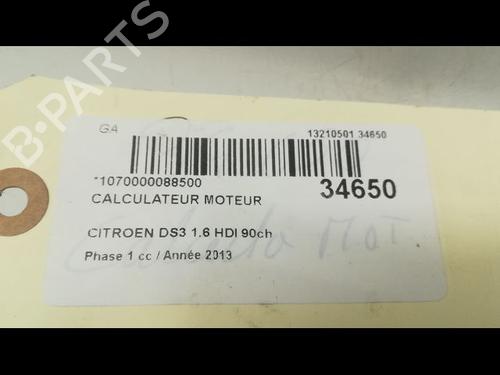 B-PARTS
G4
13210501 34650
*1070000088500
34650
CALCULATEUR MOTEUR
CITROEN DS3 1.6 HDI 90ch
Phase 1 cc / Année 2013